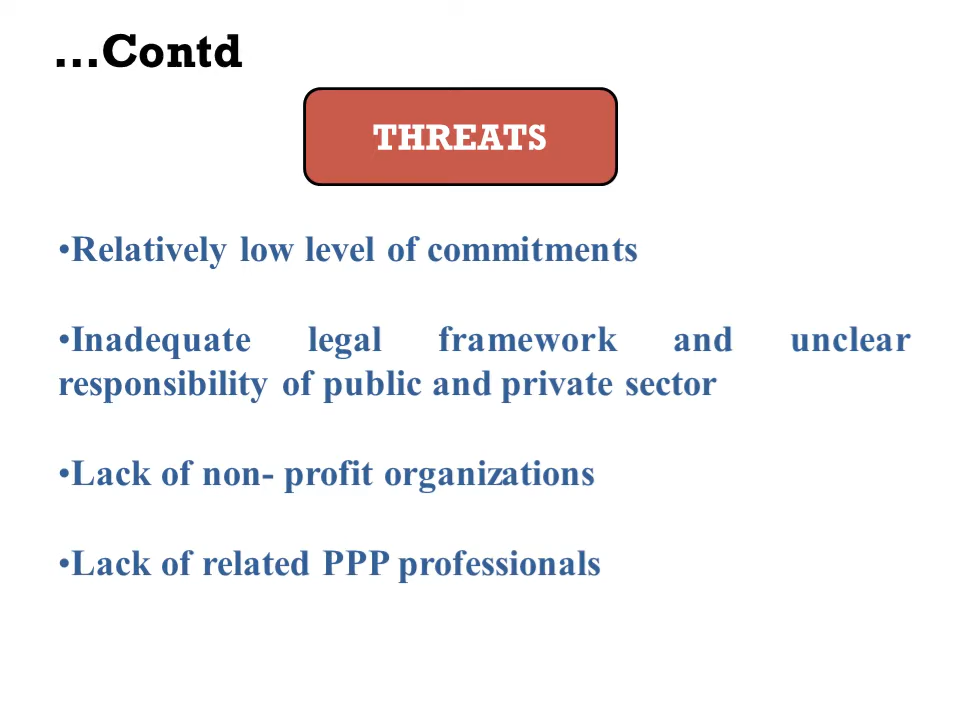 ...Contd
THREATS
•Relatively low level of commitments
•Inadequate legal framework and unclear
responsibility of public and private sector
•Lack of non- profit organizations
•Lack of related PPP professionals